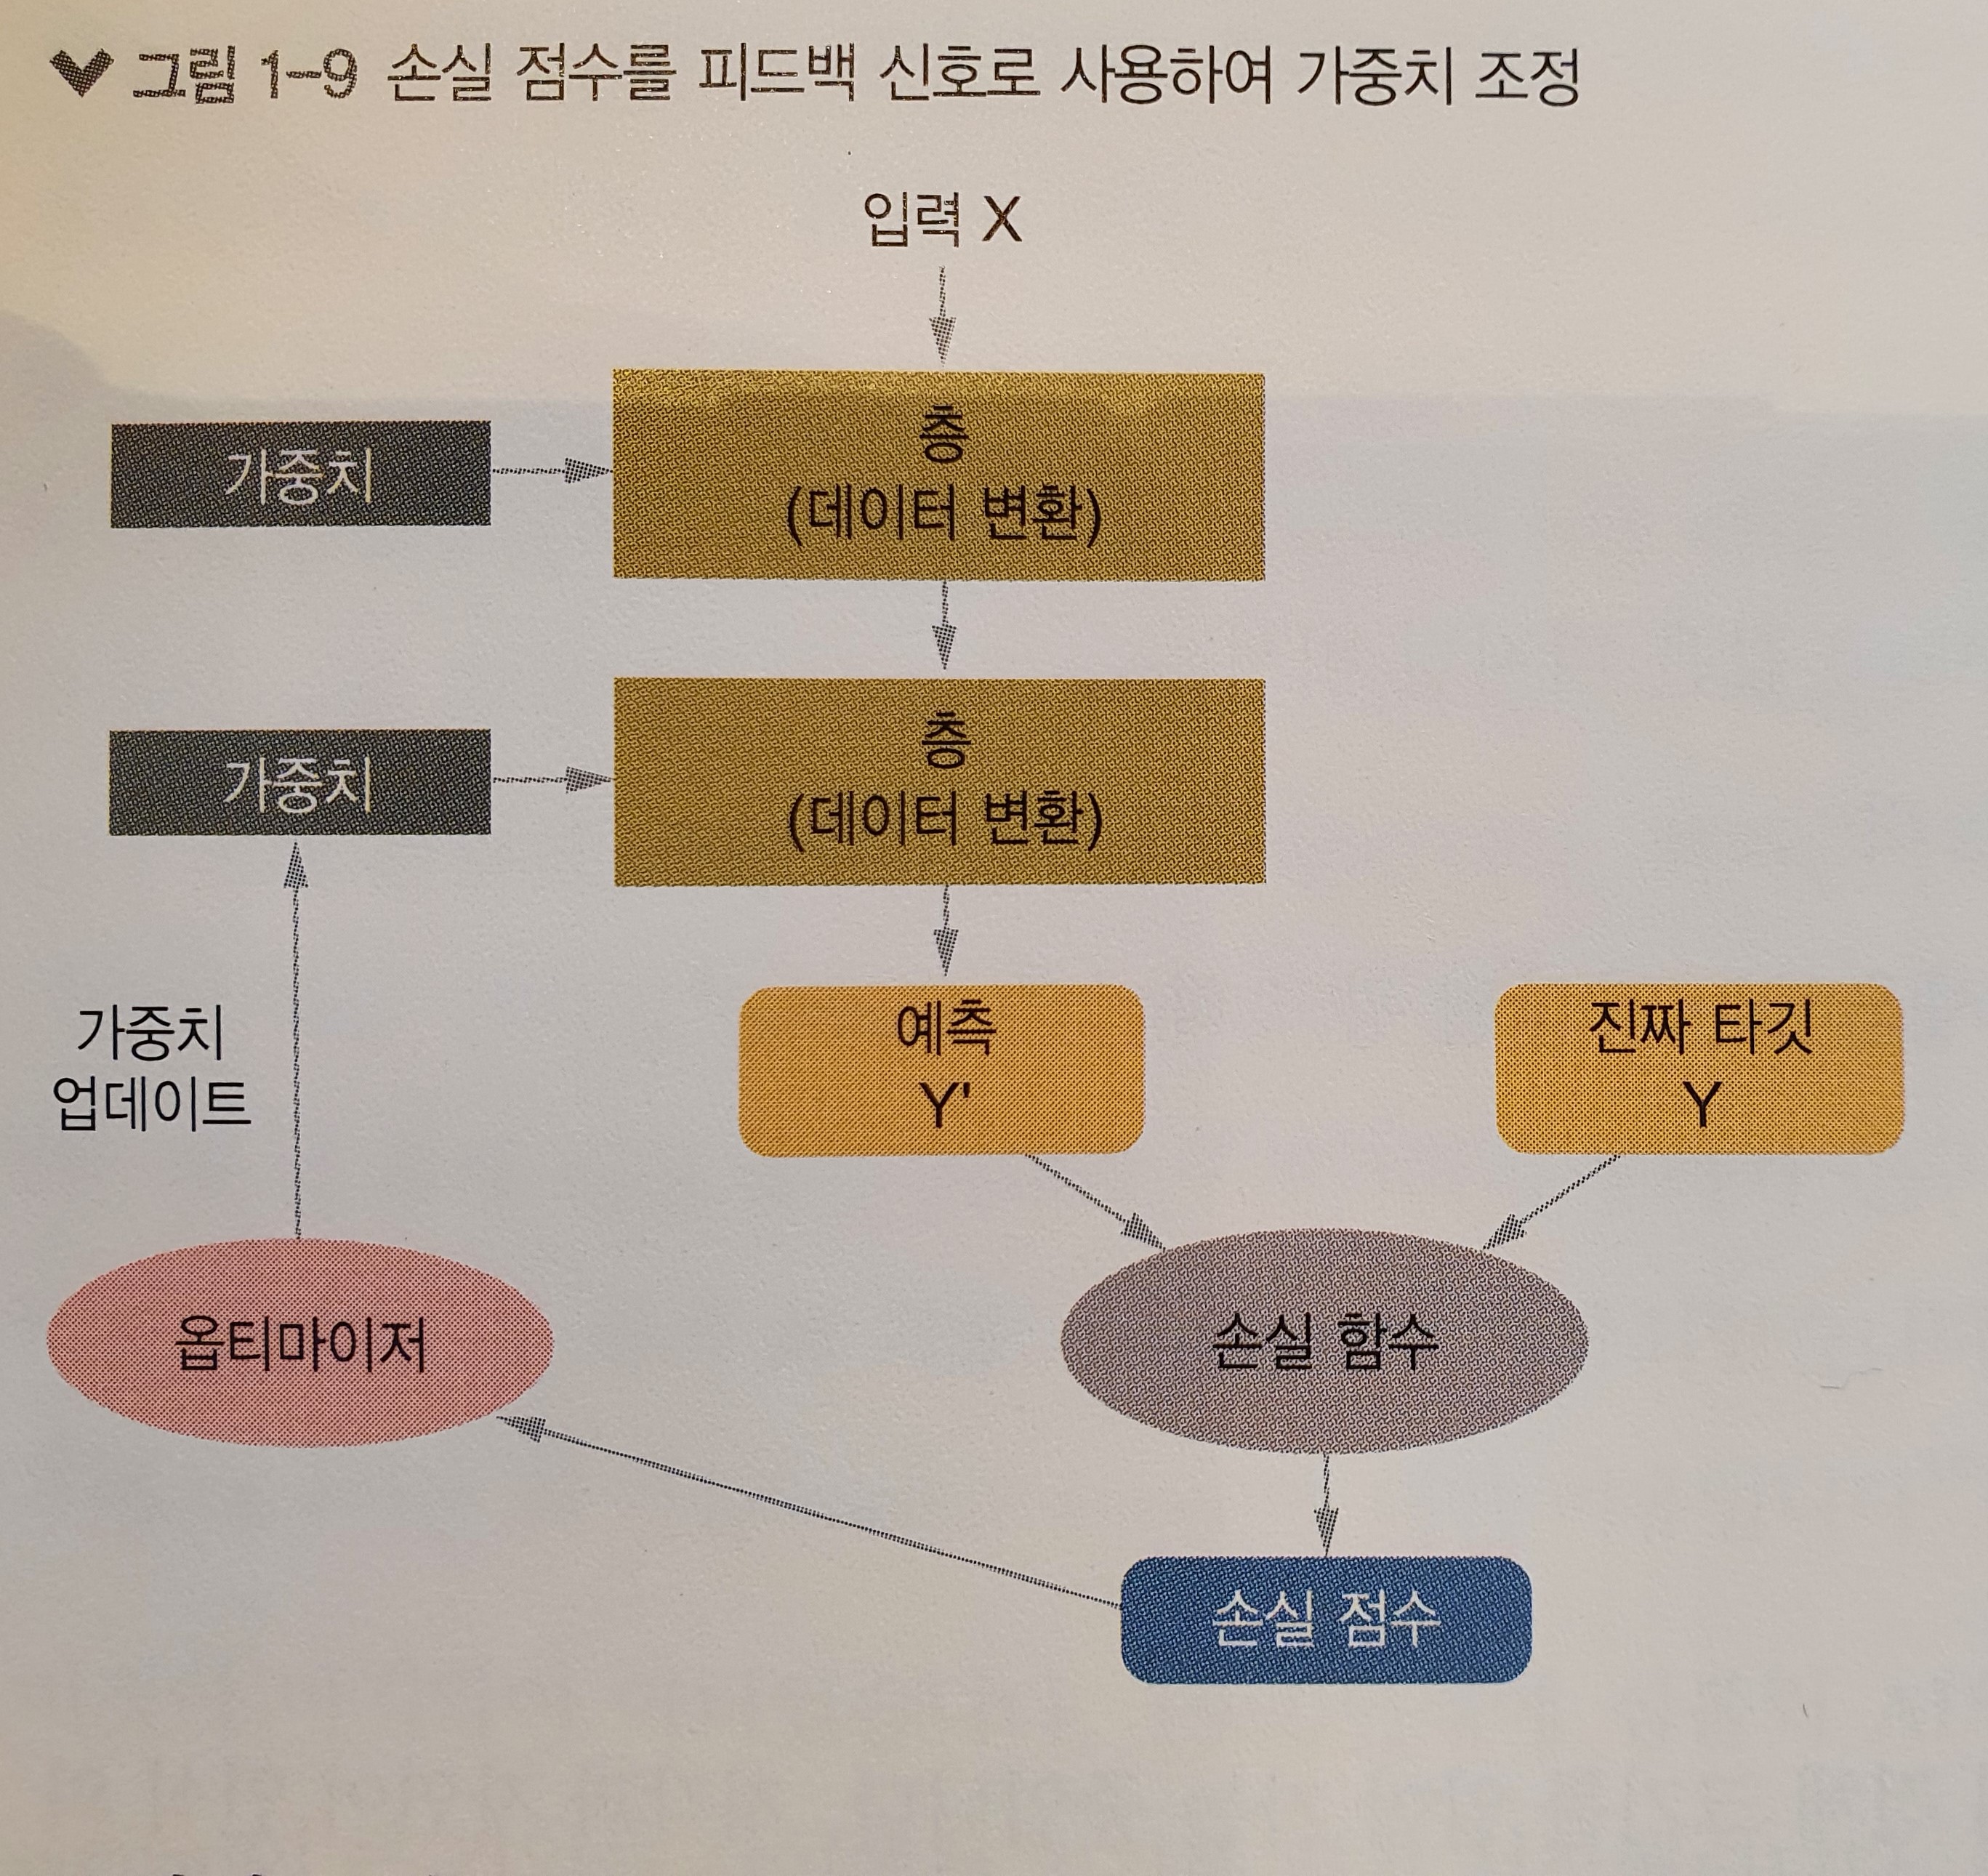 그림 1-9 손실 점수를 피드백 신호로 사용하여 가중치 조정
입력 X
가중치
층
(데이터 변환)
가중치
층
(데이터 변환)
가중치
업데이트
예측
Y'
진짜 타깃
Y
옵티마이저
손실 함수
손실 점수